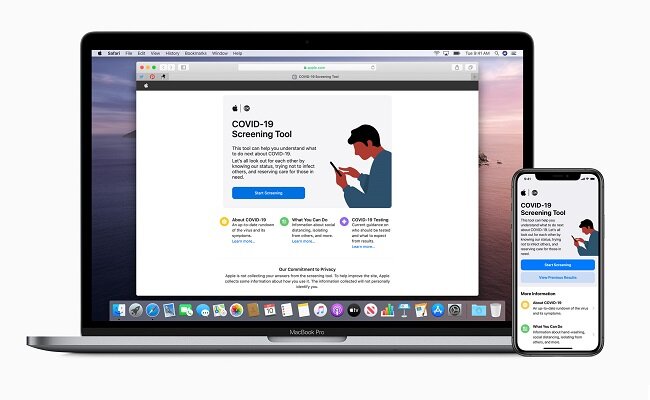 Safari File Edit View History Bookmarks Window Help
Tue 9:41 AM
apple.com
COVID-19 Screening Tool
COVID-19
Screening Tool
This tool can help you understand what
to do next about COVID-19.
Let's all look out for each other by
knowing our status, trying not to infect
others, and reserving care for those in
need.
Start Screening
About COVID-19
An up-to-date rundown
of the virus and its
symptoms.
Learn more...
What You Can Do
Information about social
distancing, isolating
from others, and more.
Learn more...
COVID-19 Testing
Current guidance on
who should be tested
and what to expect
from results.
Learn more...
Our Commitment to Privacy
Apple is not collecting your answers from the screening tool. To help improve the site, Apple
collects some information about how you use it. The information collected will not personally
identify you.
MacBook Pro
9:41
COVID-19
Screening Tool
This tool can help you
understand what to do next
about COVID-19. Let's all
look out for each other by
knowing our status, trying
not to infect others, and
reserving care for those
in need.
Start Screening
View Previous Results
More Information
About COVID-19
An up-to-date rundown of the virus and
its symptoms.
What You Can Do
Information about hand-washing,
social distancing, isolating from
others, and more.